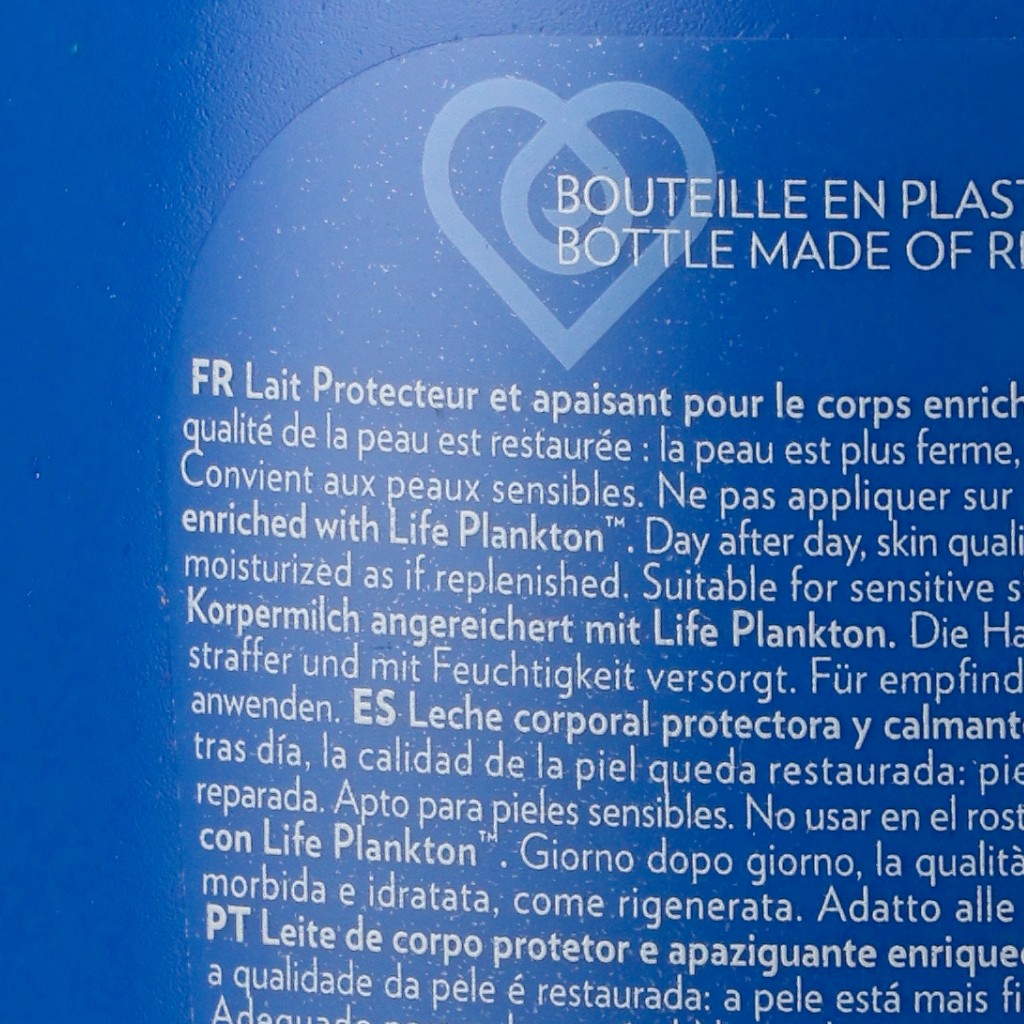 BOUTEILLE EN PLAST
BOTTLE MADE OF R
FR Lait Protecteur et apaisant pour le corps enrich
qualité de la peau est restaurée : la peau est plus ferme,
Convient aux peaux sensibles. Ne pas appliquer sur
enriched with Life Plankton™. Day after day, skin quali
moisturized as if replenished. Suitable for sensitive s
Korpermilch angereichert mit Life Plankton. Die Ha
straffer und mit Feuchtigkeit versorgt. Für empfind
anwenden. ES Leche corporal protectora y calmant
tras día, la calidad de la piel queda restaurada: pie
reparada. Apto para pieles sensibles. No usar en el rost
con Life Plankton™. Giorno dopo giorno, la qualità
morbida e idratata, come rigenerata. Adatto alle
PT Leite de corpo protetor e apaziguante enrique
a qualidade da pele é restaurada: a pele está mais fi